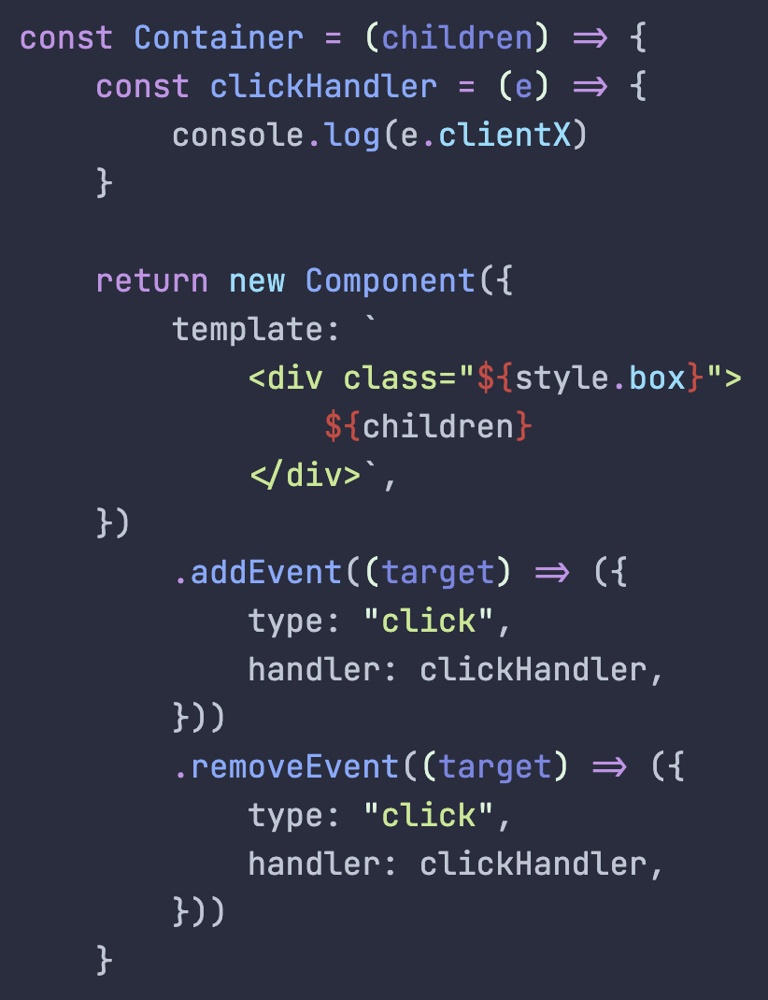 const Container = (children) => {
    const clickHandler = (e) => {
        console.log(e.clientX)
    }

    return new Component({
        template: `
            <div class="${style.box}">
                ${children}
            </div>`,
    })
        .addEvent((target) => ({
            type: "click",
            handler: clickHandler,
        }))
        .removeEvent((target) => ({
            type: "click",
            handler: clickHandler,
        }))
    }